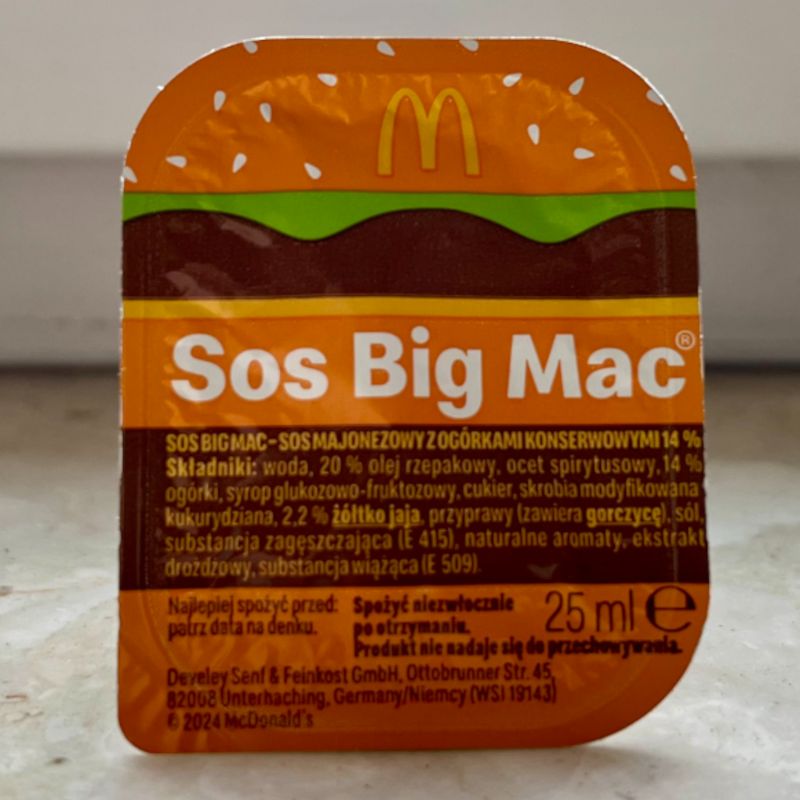 Sos Big Mac®
SOS BIG MAC - SOS MAJONEZOWY Z OGÓRKAMI KONSERWOWYMI 14 %
Składniki: woda, 20 % olej rzepakowy, ocet spirytusowy, 14 %
ogórki, syrop glukozowo-fruktozowy, cukier, skrobia modyfikowana
kukurydziana, 2,2 % żółtko jaja, przyprawy (zawiera gorczycę), sól,
substancja zagęszczająca (E 415), naturalne aromaty, ekstrakt
drożdżowy, substancja wiążąca (E 509).
Najlepiej spożyć przed:
patrz data na denku.
Spożyć niezwłocznie
po otrzymaniu.
Produkt nie nadaje się do przechowywania.
25 ml e
Develey Senf & Feinkost GmbH, Ottobrunner Str. 45,
82008 Unterhaching, Germany/Niemcy (WSI 19143)
© 2024 McDonald's